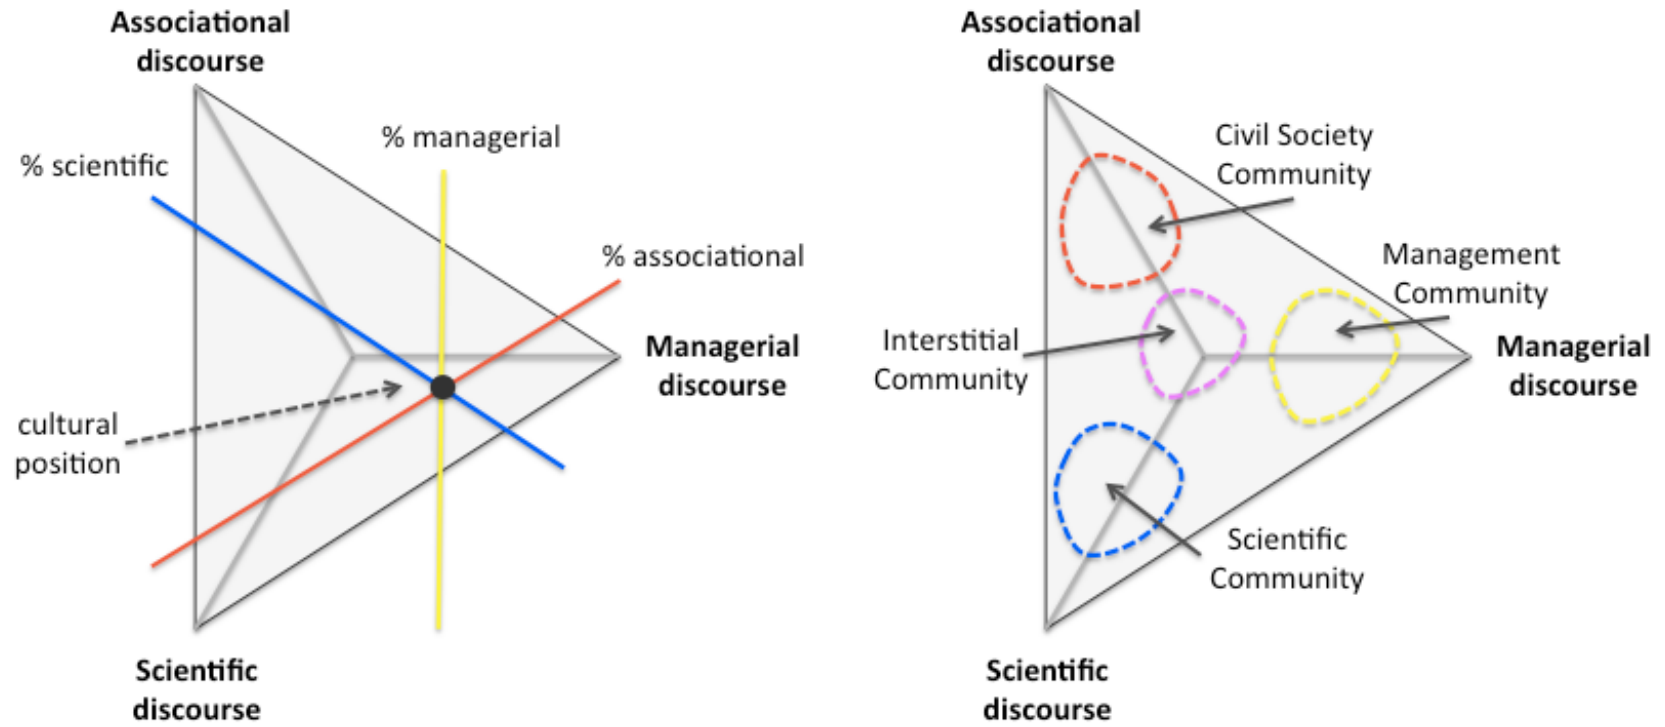 Associational
discourse
% scientific
% managerial
% associational
Managerial
discourse
cultural
position
Scientific
discourse
Associational
discourse
Civil Society
Community
Management
Community
Interstitial
Community
Managerial
discourse
Scientific
Community
Scientific
discourse